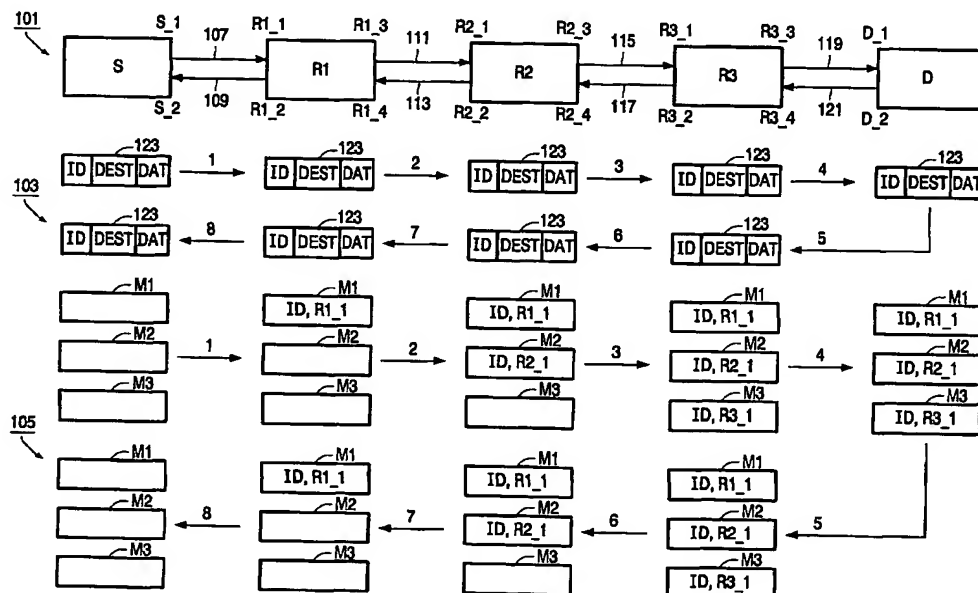 101
S_1 107 R1_1 R1_3 111 R2_1 R2_3 115 R3_1 R3_3 119 D_1
S R1 R2 R3 D
S_2 109 R1_2 R1_4 113 R2_2 R2_4 117 R3_2 R3_4 121 D_2
123 1 123 2 123 3 123 4 123
ID DEST DAT ID DEST DAT ID DEST DAT ID DEST DAT ID DEST DAT
103
123 8 123 7 123 6 123 5
ID DEST DAT ID DEST DAT ID DEST DAT ID DEST DAT
M1 M1 M1 M1 M1
ID, R1_1 ID, R1_1 ID, R1_1 ID, R1_1
M2 M2 M2 M2 M2
1 2 ID, R2_1 3 ID, R2_1 4 ID, R2_1
M3 M3 M3 M3 M3
ID, R3_1 ID, R3_1
105
M1 M1 M1 M1
ID, R1_1 ID, R1_1 ID, R1_1
M2 8 M2 7 M2 6 M2 5
ID, R2_1 ID, R2_1
M3 M3 M3 M3
ID, R3_1